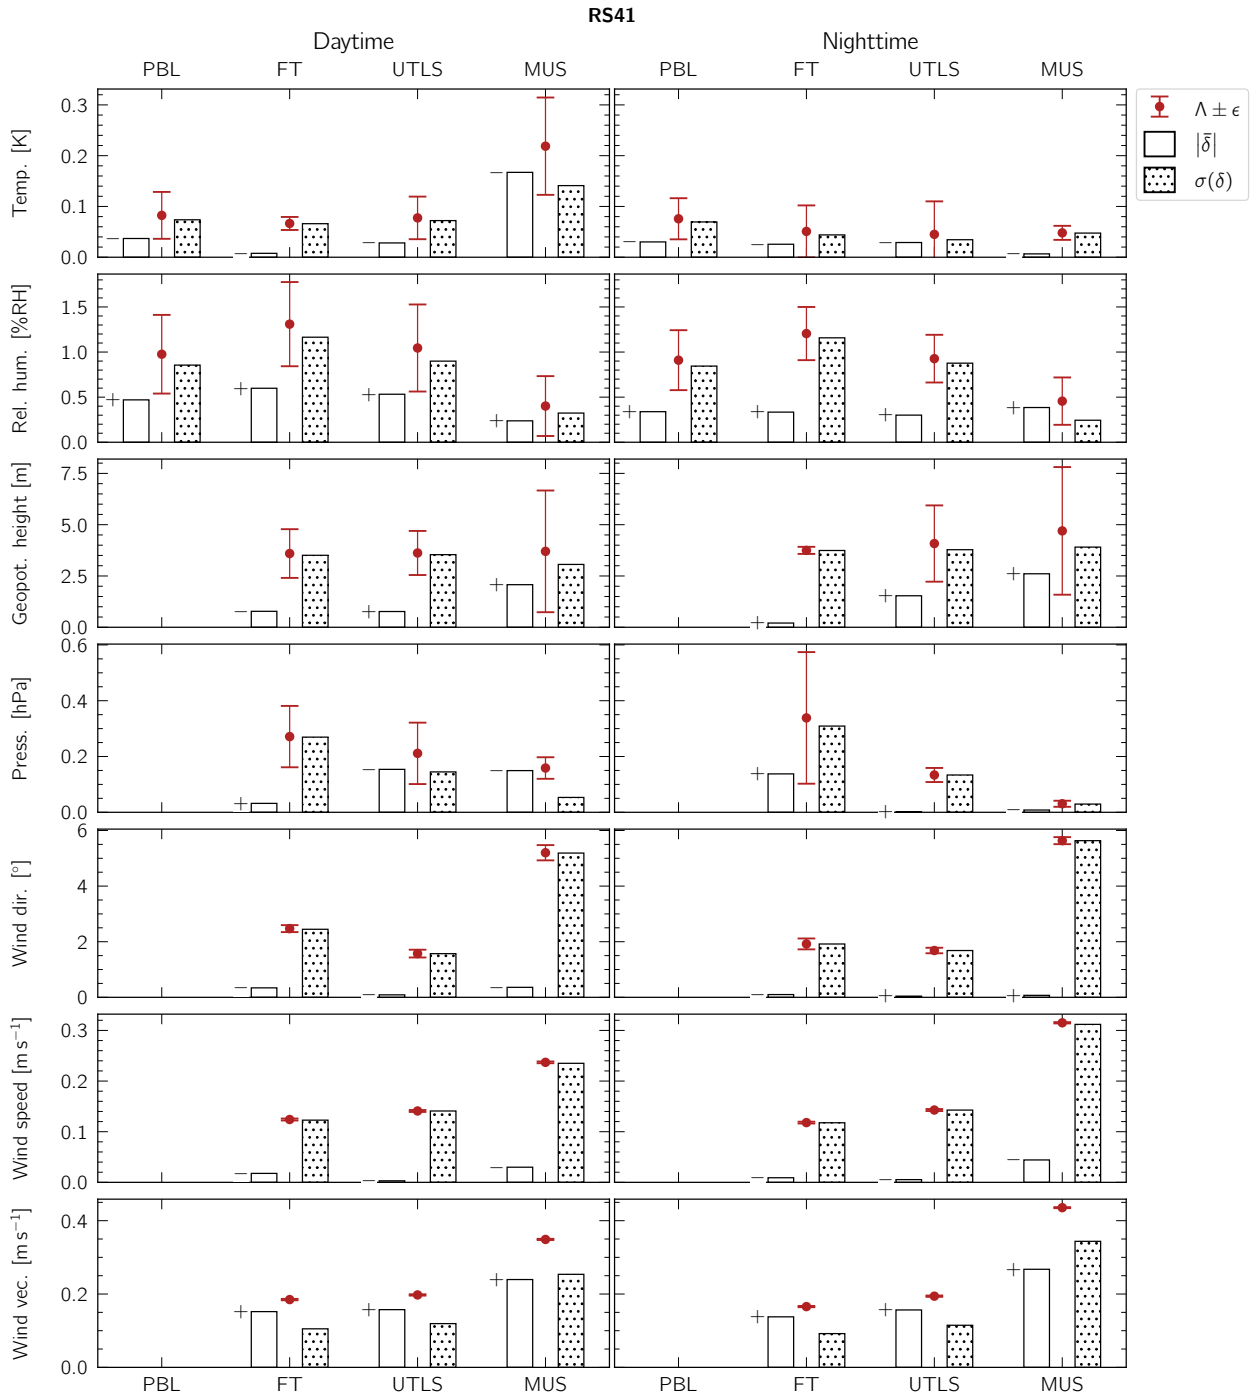 RS41
Daytime Nighttime
PBL FT UTLS MUS PBL FT UTLS MUS
Λ ± ϵ
|δ̄|
σ(δ)
Temp. [K]
0.3
0.2
0.1
0.0
Rel. hum. [%RH]
1.5
1.0
0.5
0.0
Geopot. height [m]
7.5
5.0
2.5
0.0
Press. [hPa]
0.6
0.4
0.2
0.0
Wind dir. [°]
6
4
2
0
Wind speed [m s⁻¹]
0.3
0.2
0.1
0.0
Wind vec. [m s⁻¹]
0.4
0.2
0.0
PBL FT UTLS MUS PBL FT UTLS MUS